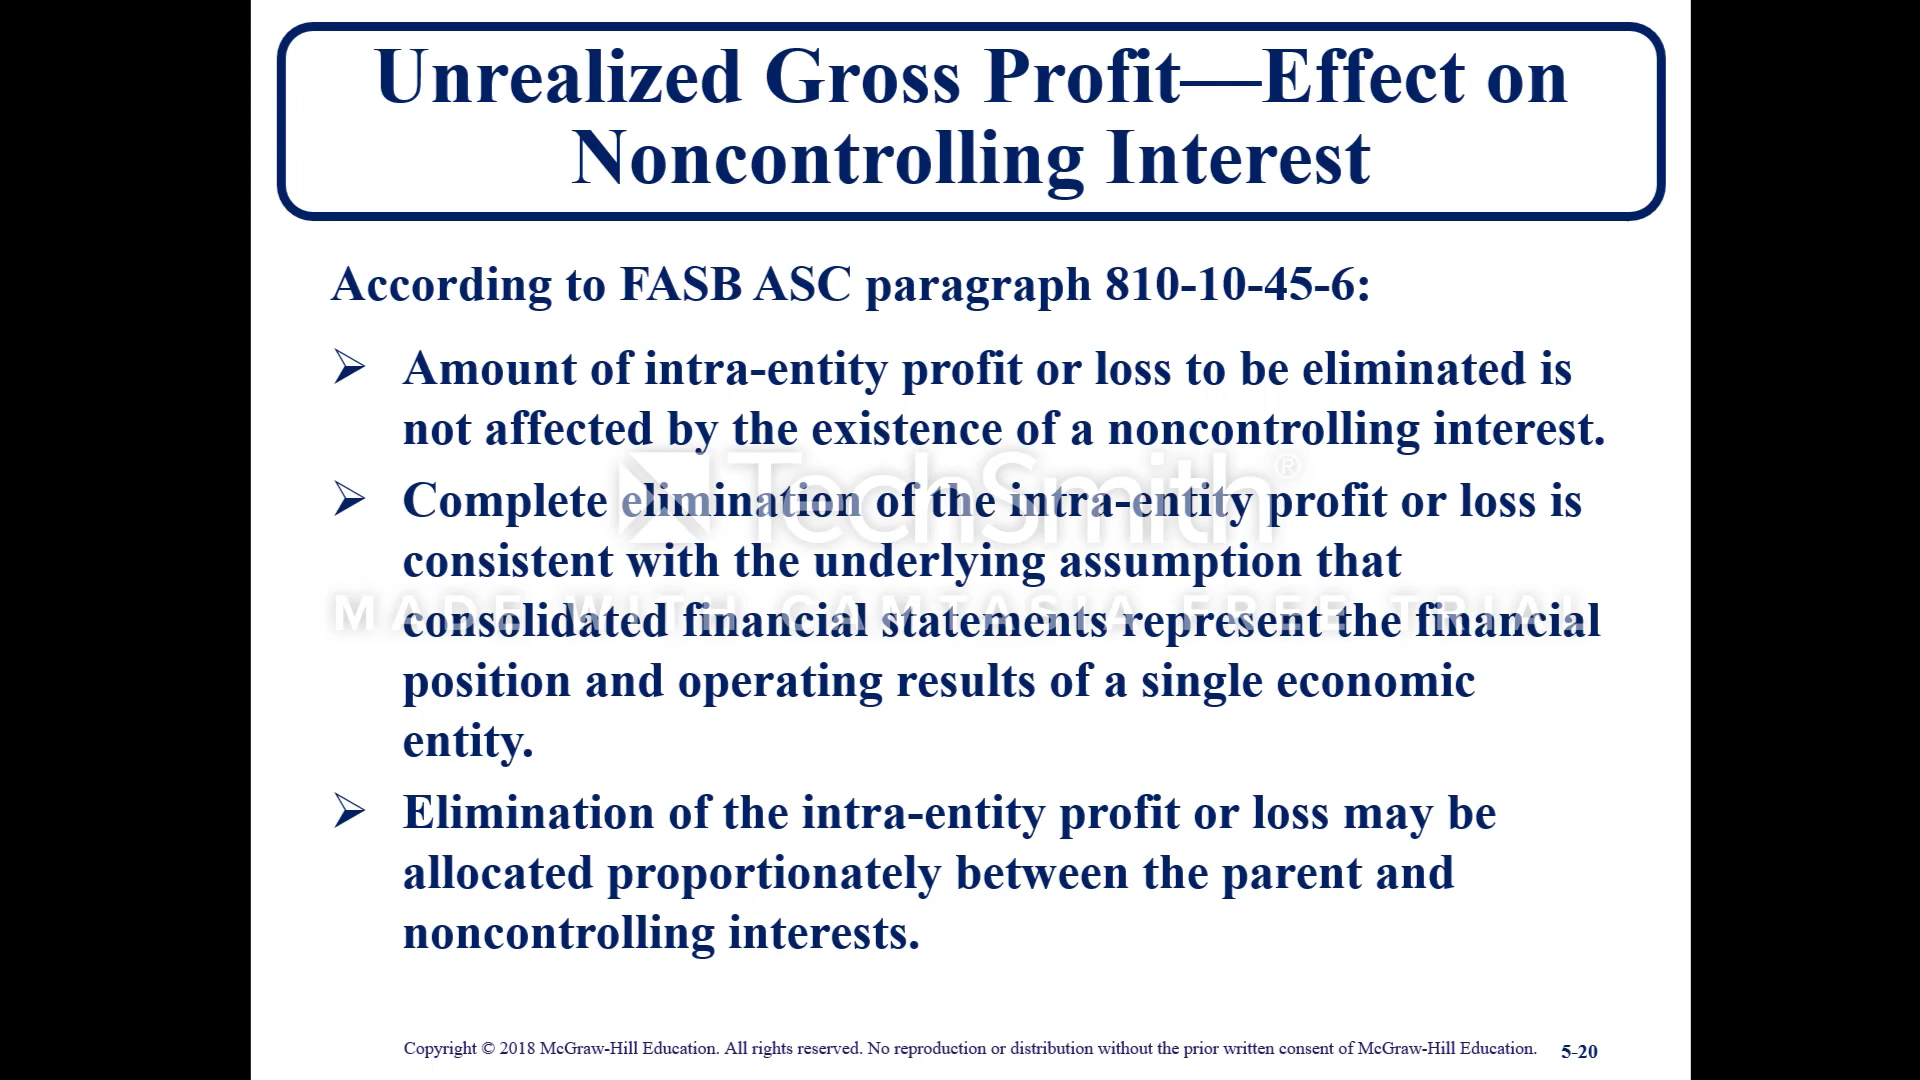 Unrealized Gross Profit—Effect on
Noncontrolling Interest
According to FASB ASC paragraph 810-10-45-6:
➢ Amount of intra-entity profit or loss to be eliminated is
not affected by the existence of a noncontrolling interest.
TechSmith®
➢ Complete elimination of the intra-entity profit or loss is
consistent with the underlying assumption that
MADE WITH CAMTASIA FREE TRIAL
consolidated financial statements represent the financial
position and operating results of a single economic
entity.
➢ Elimination of the intra-entity profit or loss may be
allocated proportionately between the parent and
noncontrolling interests.
Copyright © 2018 McGraw-Hill Education. All rights reserved. No reproduction or distribution without the prior written consent of McGraw-Hill Education. 5-20